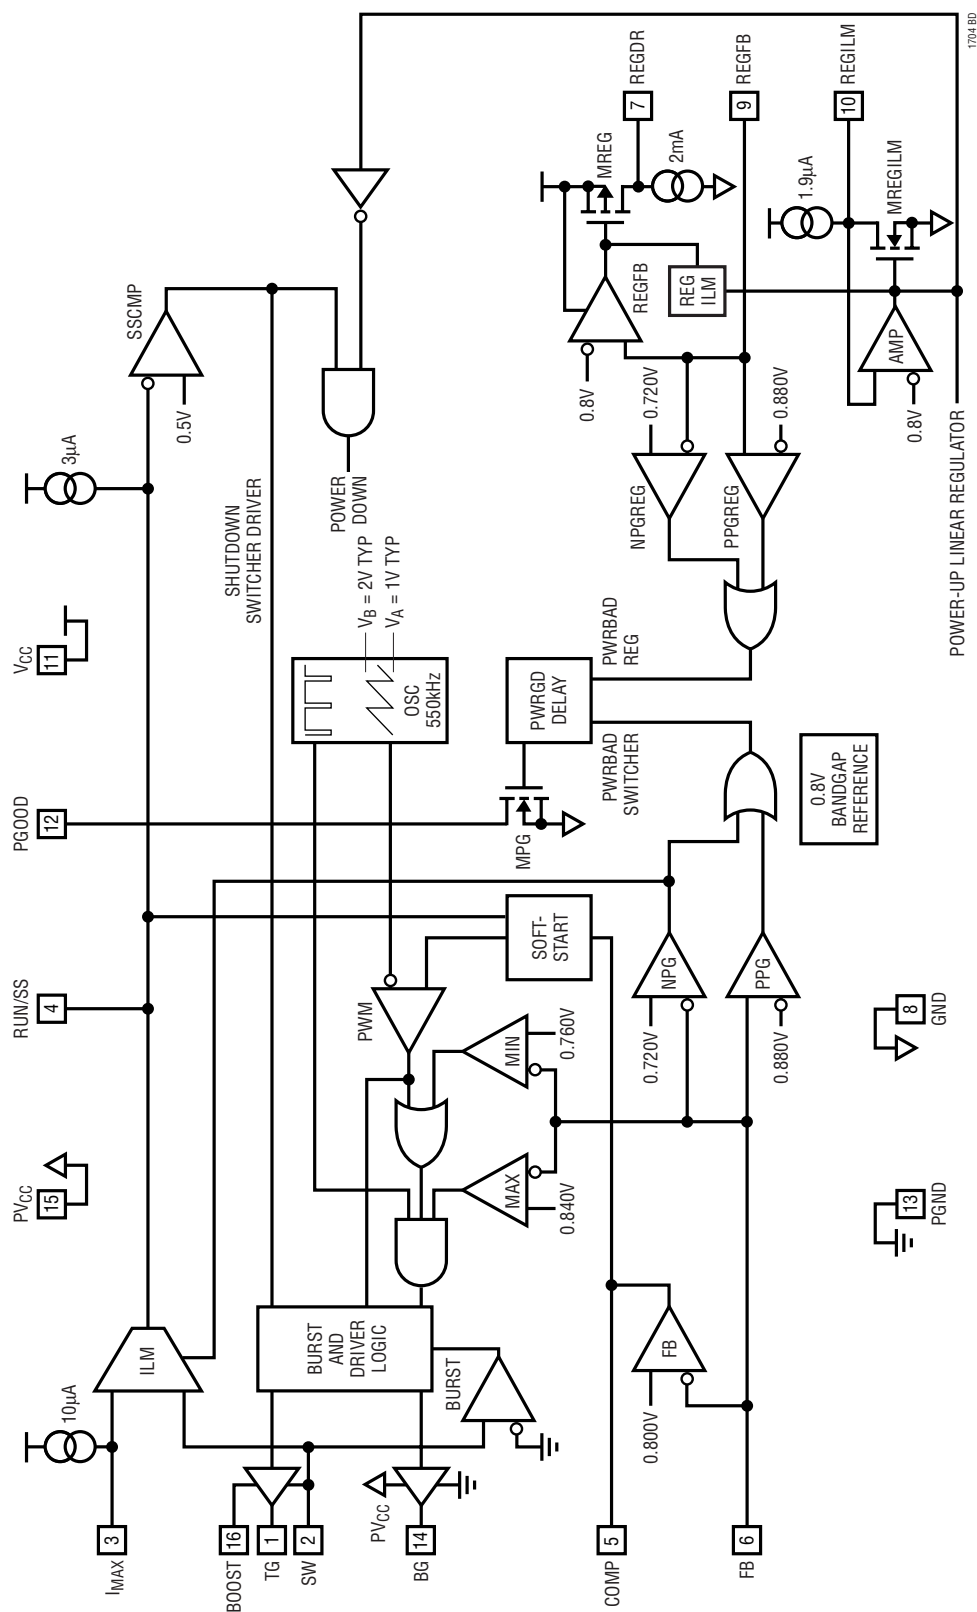 IMAX
3
10µA
ILM
PVCC
15
RUN/SS
4
PGOOD
12
VCC
11
3µA
SSCMP
0.5V
SHUTDOWN
SWITCHER DRIVER
POWER
DOWN
BOOST
16
TG
1
SW
2
BG
14
PVCC
BURST
AND
DRIVER
LOGIC
BURST
PWM
OSC
550kHz
VB = 2V TYP
VA = 1V TYP
MAX
0.840V
MIN
0.760V
SOFT-
START
MPG
PWRGD
DELAY
PWRBAD
SWITCHER
PWRBAD
REG
COMP
5
FB
6
0.800V
FB
0.720V
NPG
0.880V
PPG
0.8V
BANDGAP
REFERENCE
PGND
13
GND
8
NPGREG
0.720V
PPGREG
0.880V
0.8V
REGFB
MREG
REG
ILM
2mA
7
REGDR
9
REGFB
10
REGILM
1.9µA
MREGILM
AMP
0.8V
POWER-UP LINEAR REGULATOR
1704 BD